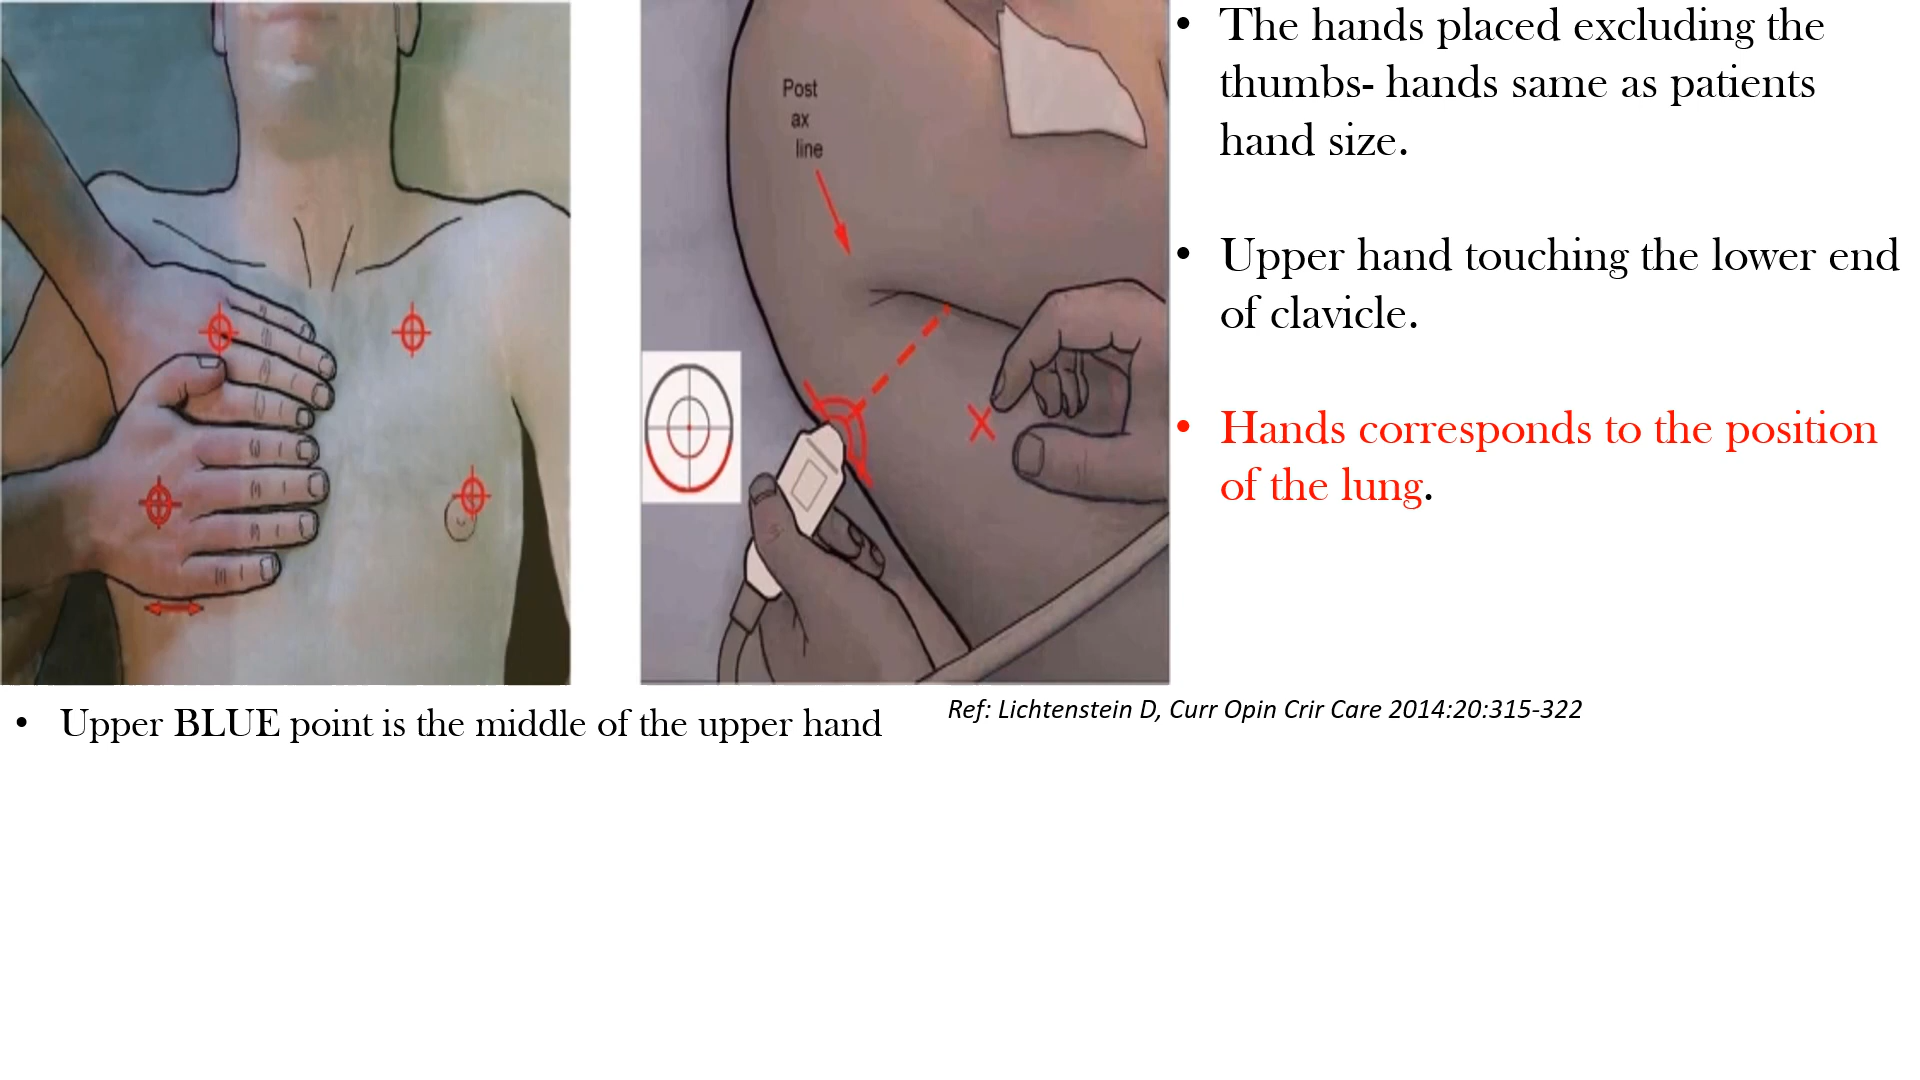 • The hands placed excluding the
thumbs- hands same as patients
hand size.
• Upper hand touching the lower end
of clavicle.
• Hands corresponds to the position
of the lung.
Post
ax
line
• Upper BLUE point is the middle of the upper hand
Ref: Lichtenstein D, Curr Opin Crir Care 2014:20:315-322